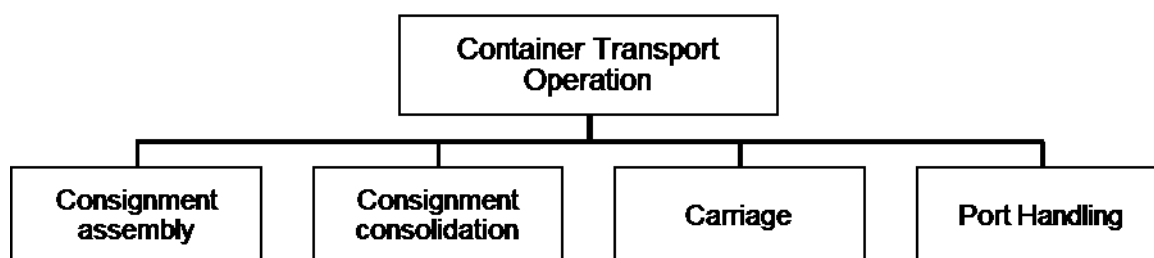 Container Transport
Operation
Consignment
assembly
Consignment
consolidation
Carriage
Port Handling